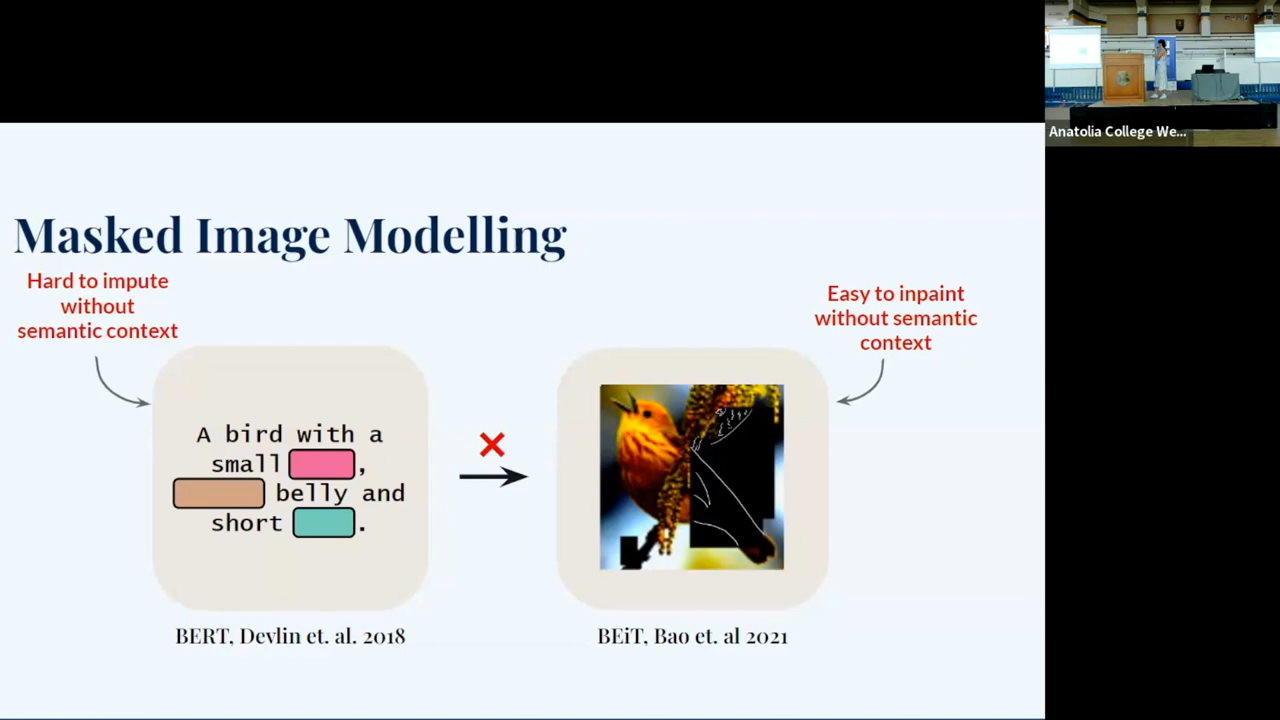 Anatolia College We...
Masked Image Modelling
Hard to impute
without
semantic context
Easy to inpaint
without semantic
context
A bird with a
small ,
belly and
short .
BERT, Devlin et. al. 2018
BEiT, Bao et. al 2021